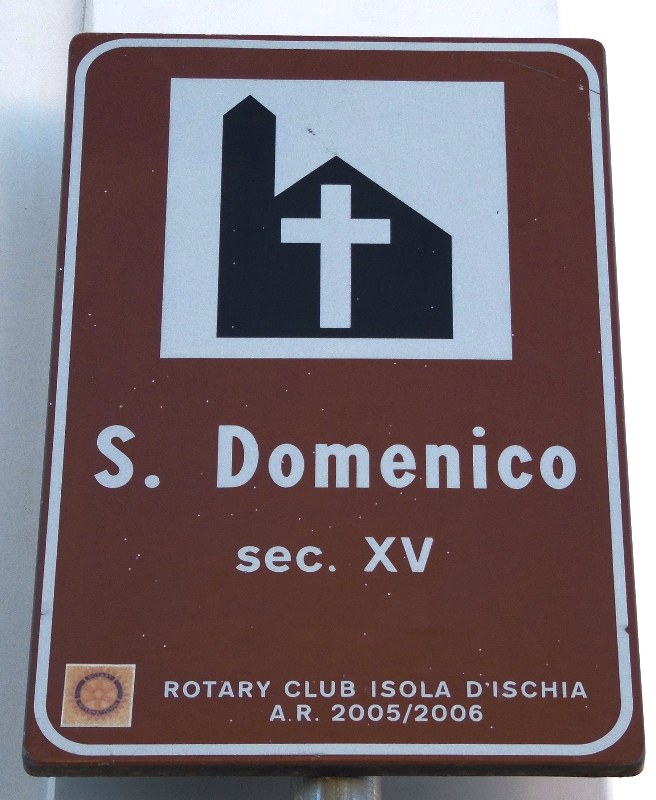 S. Domenico
sec. XV
ROTARY CLUB ISOLA D'ISCHIA
A.R. 2005/2006